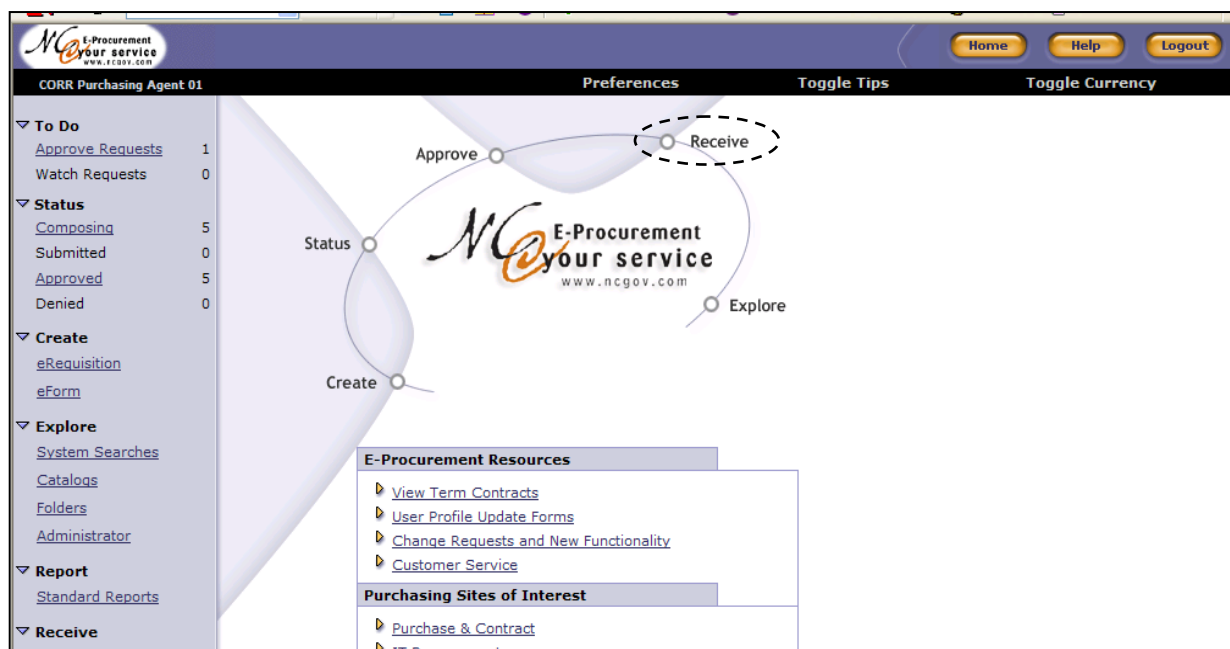 NC E-Procurement
@your service
Home Help Logout
CORR Purchasing Agent 01 Preferences Toggle Tips Toggle Currency
To Do
Approve Requests 1
Watch Requests 0
Status
Composing 5
Submitted 0
Approved 5
Denied 0
Create
eRequisition
eForm
Explore
System Searches
Catalogs
Folders
Administrator
Report
Standard Reports
Receive
Approve
Receive
Status
NC E-Procurement
@your service
www.ncgov.com
Explore
Create
E-Procurement Resources
View Term Contracts
User Profile Update Forms
Change Requests and New Functionality
Customer Service
Purchasing Sites of Interest
Purchase & Contract